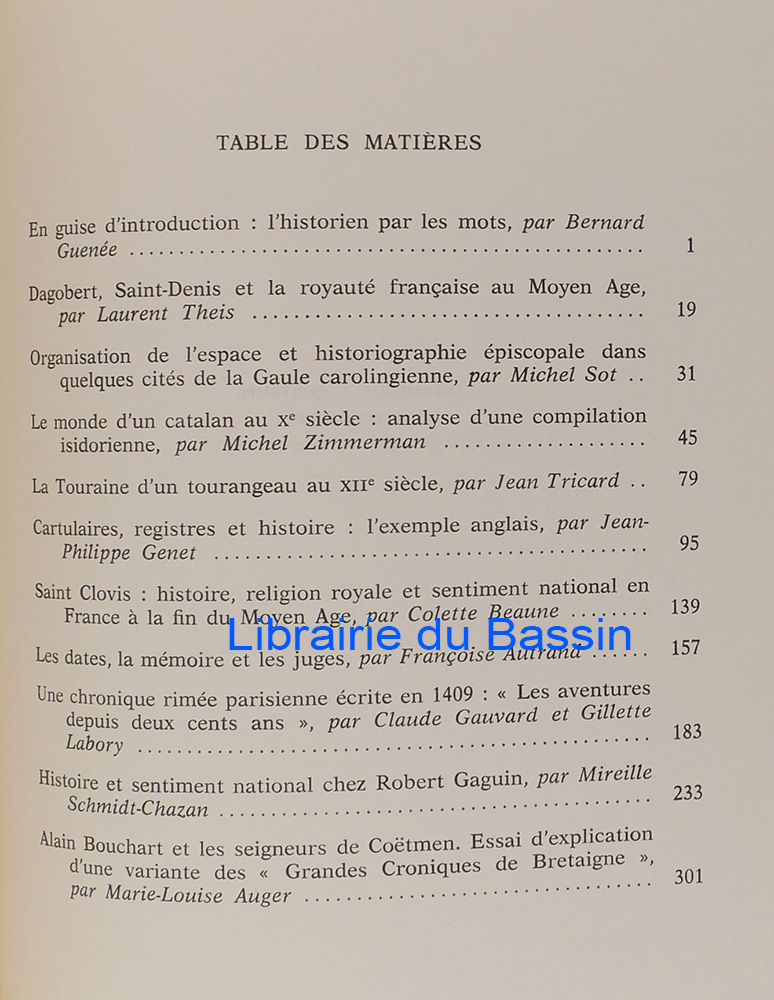 TABLE DES MATIÈRES
En guise d'introduction : l'historien par les mots, par Bernard
Guenée ........................................................ 1
Dagobert, Saint-Denis et la royauté française au Moyen Age,
par Laurent Theis ........................................ 19
Organisation de l'espace et historiographie épiscopale dans
quelques cités de la Gaule carolingienne, par Michel Sot .. 31
Le monde d'un catalan au Xe siècle : analyse d'une compilation
isidorienne, par Michel Zimmerman ..................... 45
La Touraine d'un tourangeau au XIIe siècle, par Jean Tricard .. 79
Cartulaires, registres et histoire : l'exemple anglais, par Jean-
Philippe Genet ............................................ 95
Saint Clovis : histoire, religion royale et sentiment national en
France à la fin du Moyen Age, par Colette Beaune ........ 139
Librairie du Bassin
Les dates, la mémoire et les juges, par Françoise Autrand ...... 157
Une chronique rimée parisienne écrite en 1409 : « Les aventures
depuis deux cents ans », par Claude Gauvard et Gillette
Labory .................................................... 183
Histoire et sentiment national chez Robert Gaguin, par Mireille
Schmidt-Chazan ............................................ 233
Alain Bouchart et les seigneurs de Coëtmen. Essai d'explication
d'une variante des « Grandes Croniques de Bretaigne »,
par Marie-Louise Auger .................................... 301